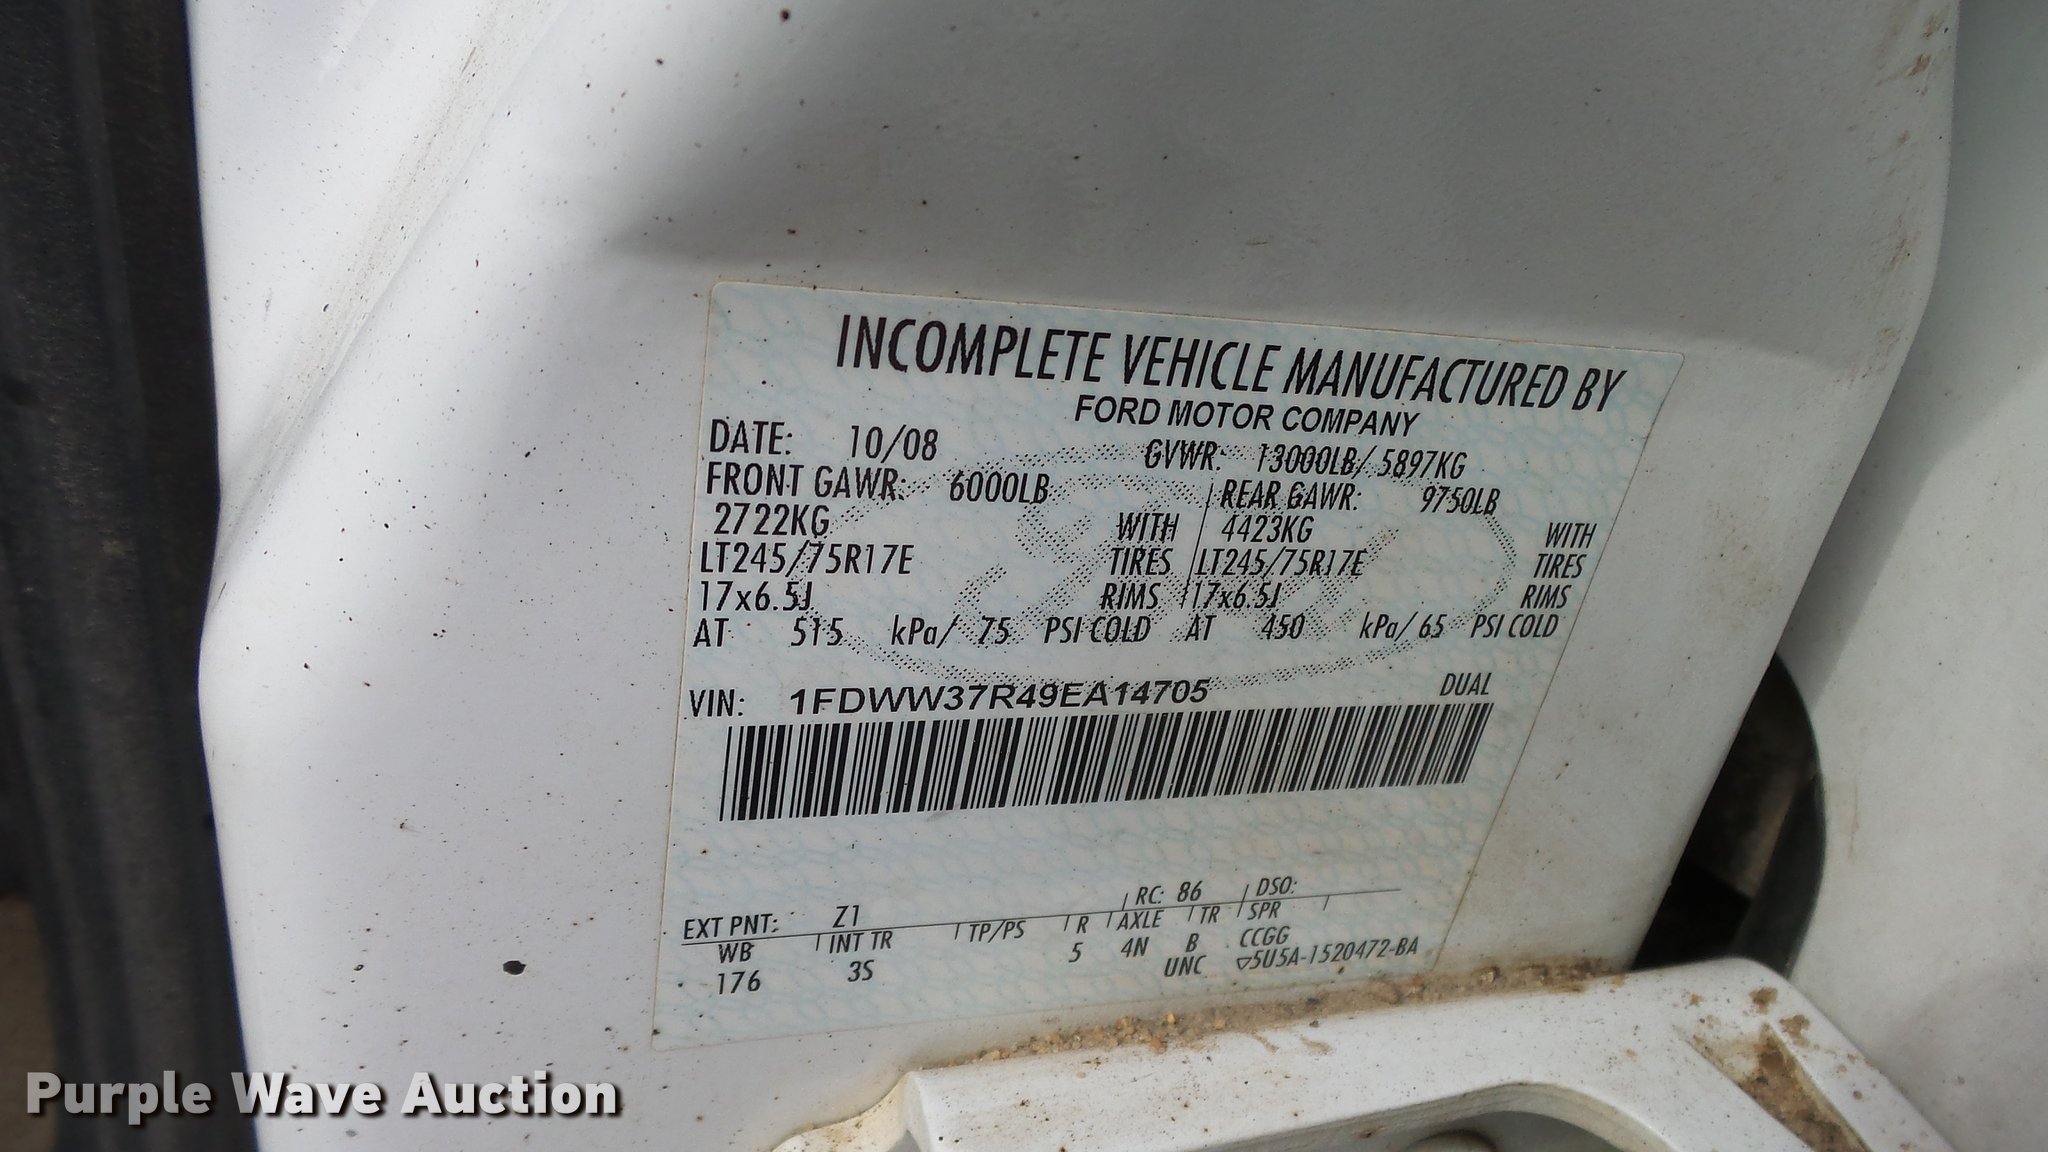 INCOMPLETE VEHICLE MANUFACTURED BY
FORD MOTOR COMPANY
DATE: 10/08 GVWR: 13000LB/ 5897KG
FRONT GAWR: 6000LB REAR GAWR: 9750LB
2722KG WITH 4423KG WITH
LT245/75R17E TIRES LT245/75R17E TIRES
17x6.5J RIMS 17x6.5J RIMS
AT 515 kPa/ 75 PSI COLD AT 450 kPa/ 65 PSI COLD
VIN: 1FDWW37R49EA14705 DUAL
EXT PNT: Z1 RC: 86 DSO:
WB INT TR TP/PS R AXLE TR SPR
176 3S 5 4N B CCGG
UNC ▽5U5A-1520472-BA
Purple Wave Auction